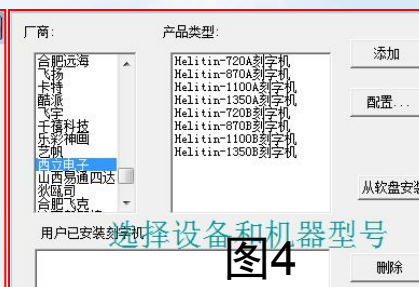 厂商:
产品类型:
合肥远海
飞扬
卡特
酷派
飞宇
千禧科技
乐彩神画
艺帆
西立电子
山西易通四达
狄瓯司
合肥飞克
Helitin-720A刻字机
Helitin-870A刻字机
Helitin-1100A刻字机
Helitin-1350A刻字机
Helitin-720B刻字机
Helitin-870B刻字机
Helitin-1100B刻字机
Helitin-1350B刻字机
添加
配置...
从软盘安装
选择设备和机器型号
用户已安装刻字机
图4
删除